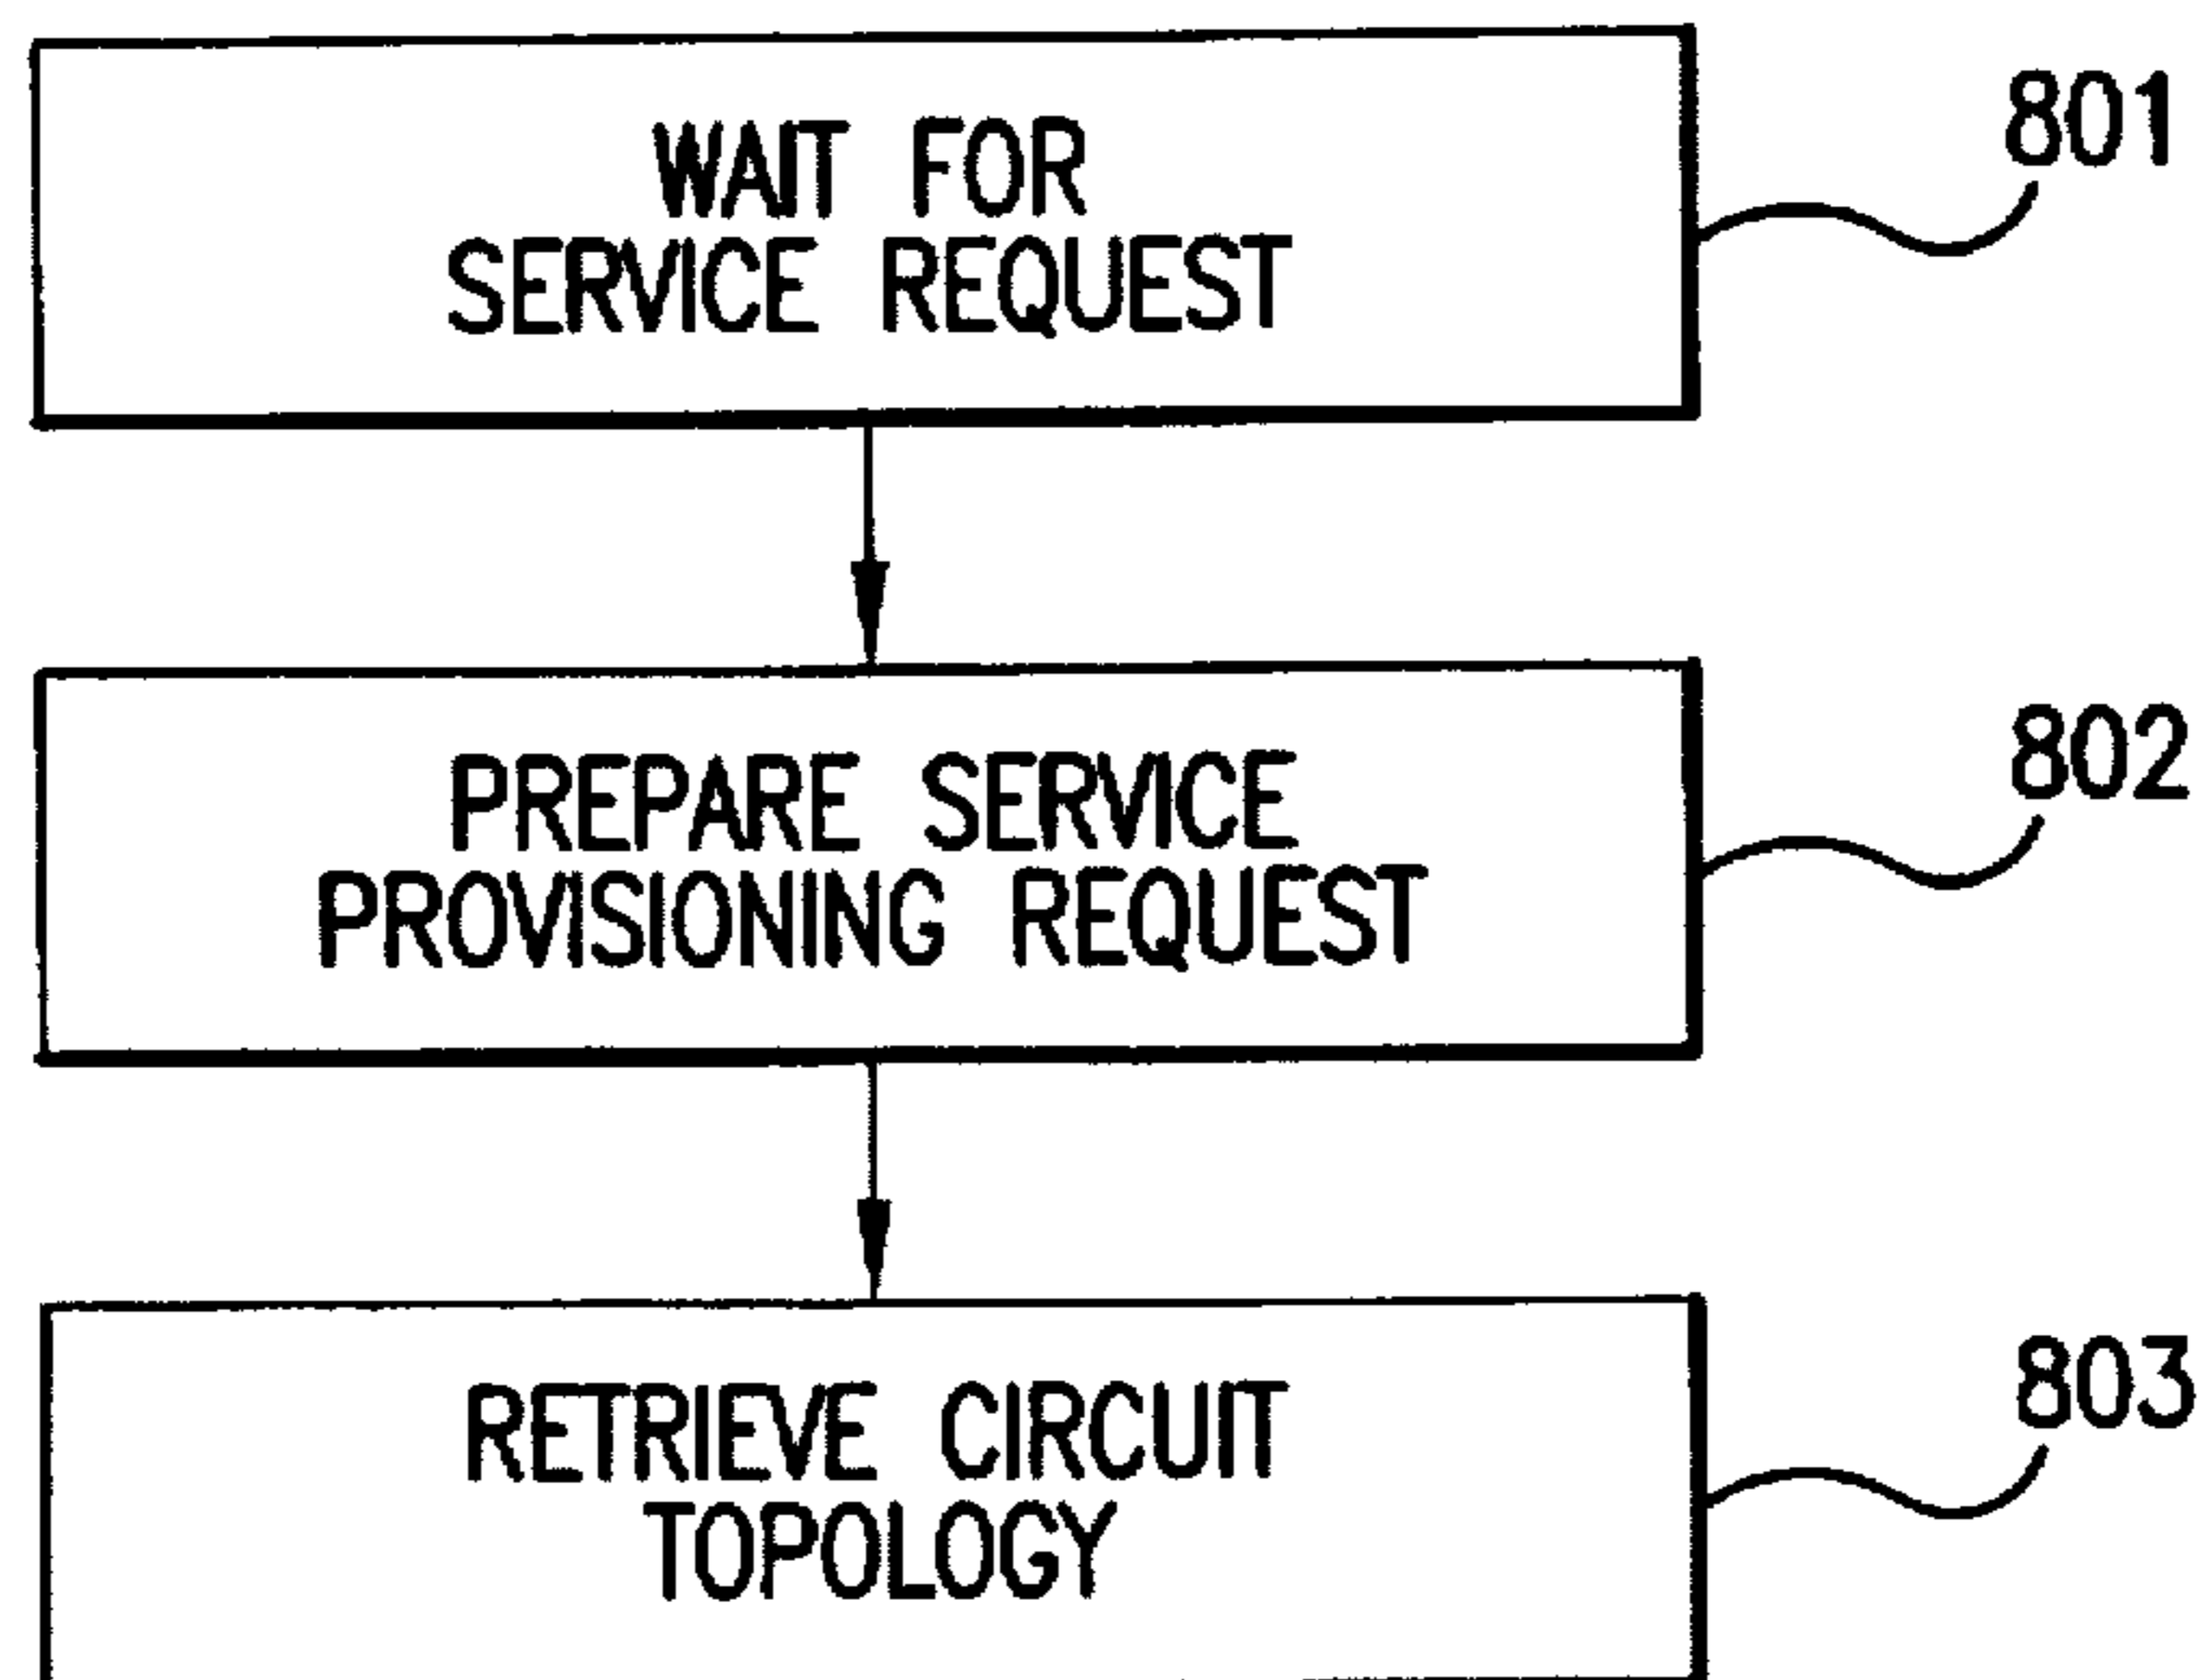 WAIT FOR
SERVICE REQUEST
801
PREPARE SERVICE
PROVISIONING REQUEST
802
RETRIEVE CIRCUIT
TOPOLOGY
803